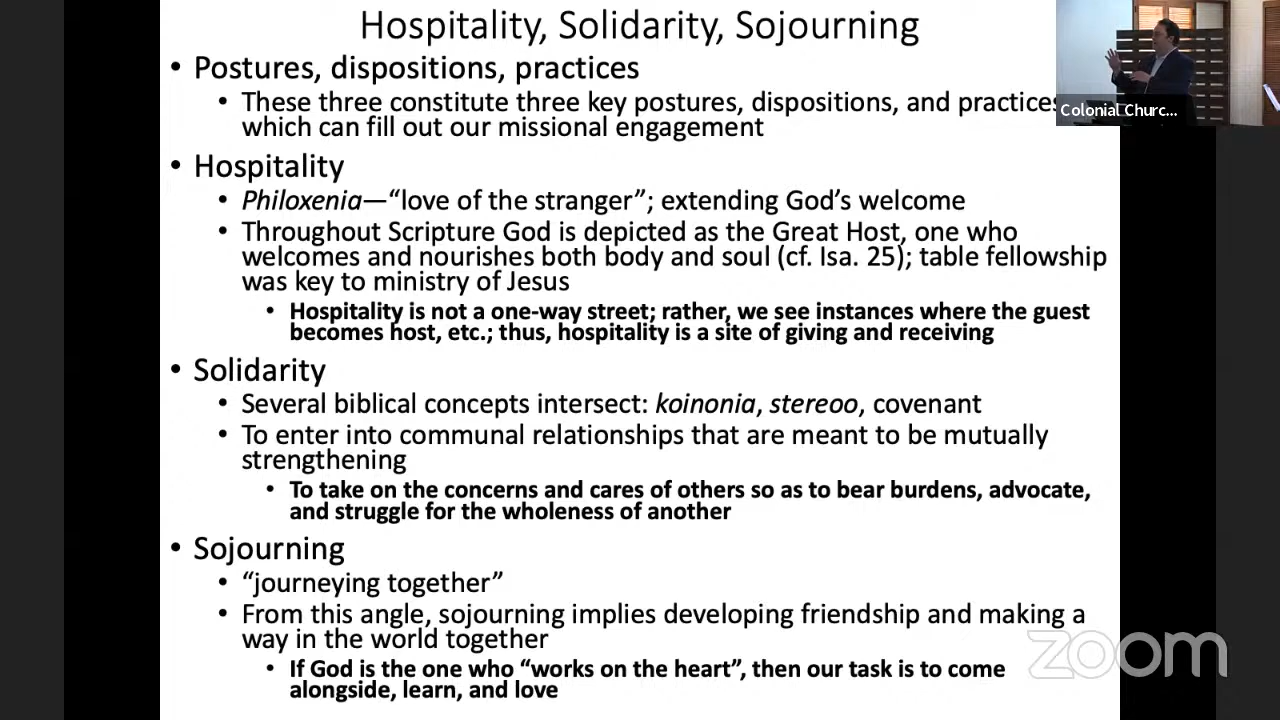 Hospitality, Solidarity, Sojourning
• Postures, dispositions, practices
• These three constitute three key postures, dispositions, and practices
which can fill out our missional engagement
• Hospitality
• Philoxenia—“love of the stranger”; extending God’s welcome
• Throughout Scripture God is depicted as the Great Host, one who
welcomes and nourishes both body and soul (cf. Isa. 25); table fellowship
was key to ministry of Jesus
• Hospitality is not a one-way street; rather, we see instances where the guest
becomes host, etc.; thus, hospitality is a site of giving and receiving
• Solidarity
• Several biblical concepts intersect: koinonia, stereoo, covenant
• To enter into communal relationships that are meant to be mutually
strengthening
• To take on the concerns and cares of others so as to bear burdens, advocate,
and struggle for the wholeness of another
• Sojourning
• “journeying together”
• From this angle, sojourning implies developing friendship and making a
way in the world together
• If God is the one who “works on the heart”, then our task is to come
alongside, learn, and love
Colonial Churc...
zoom